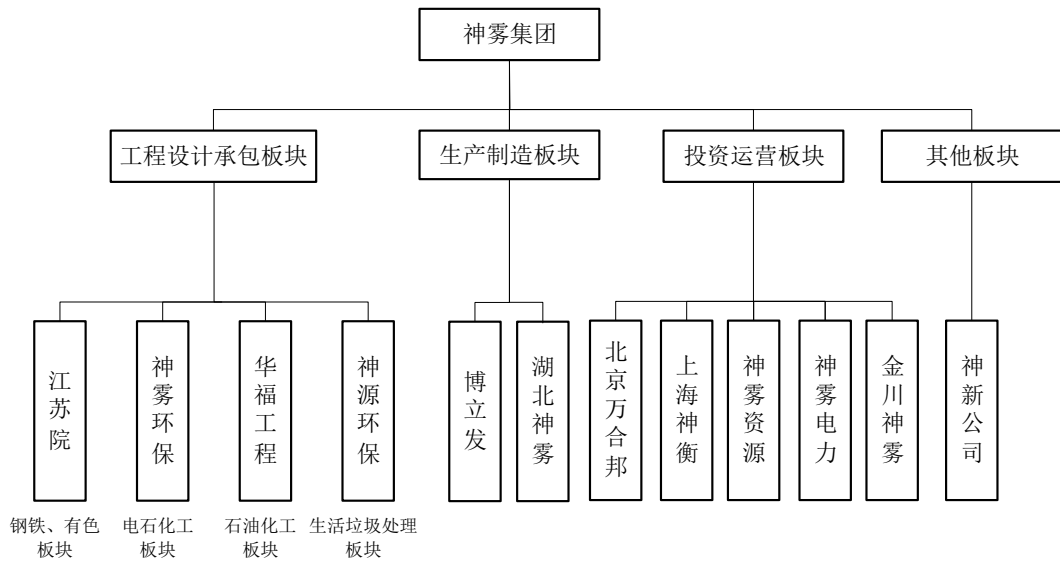 神雾集团
工程设计承包板块
生产制造板块
投资运营板块
其他板块
江苏院
神雾环保
华福工程
神源环保
博立发
湖北神雾
北京万合邦
上海神衡
神雾资源
神雾电力
金川神雾
神新公司
钢铁、有色
板块
电石化工
板块
石油化工
板块
生活垃圾处理
板块